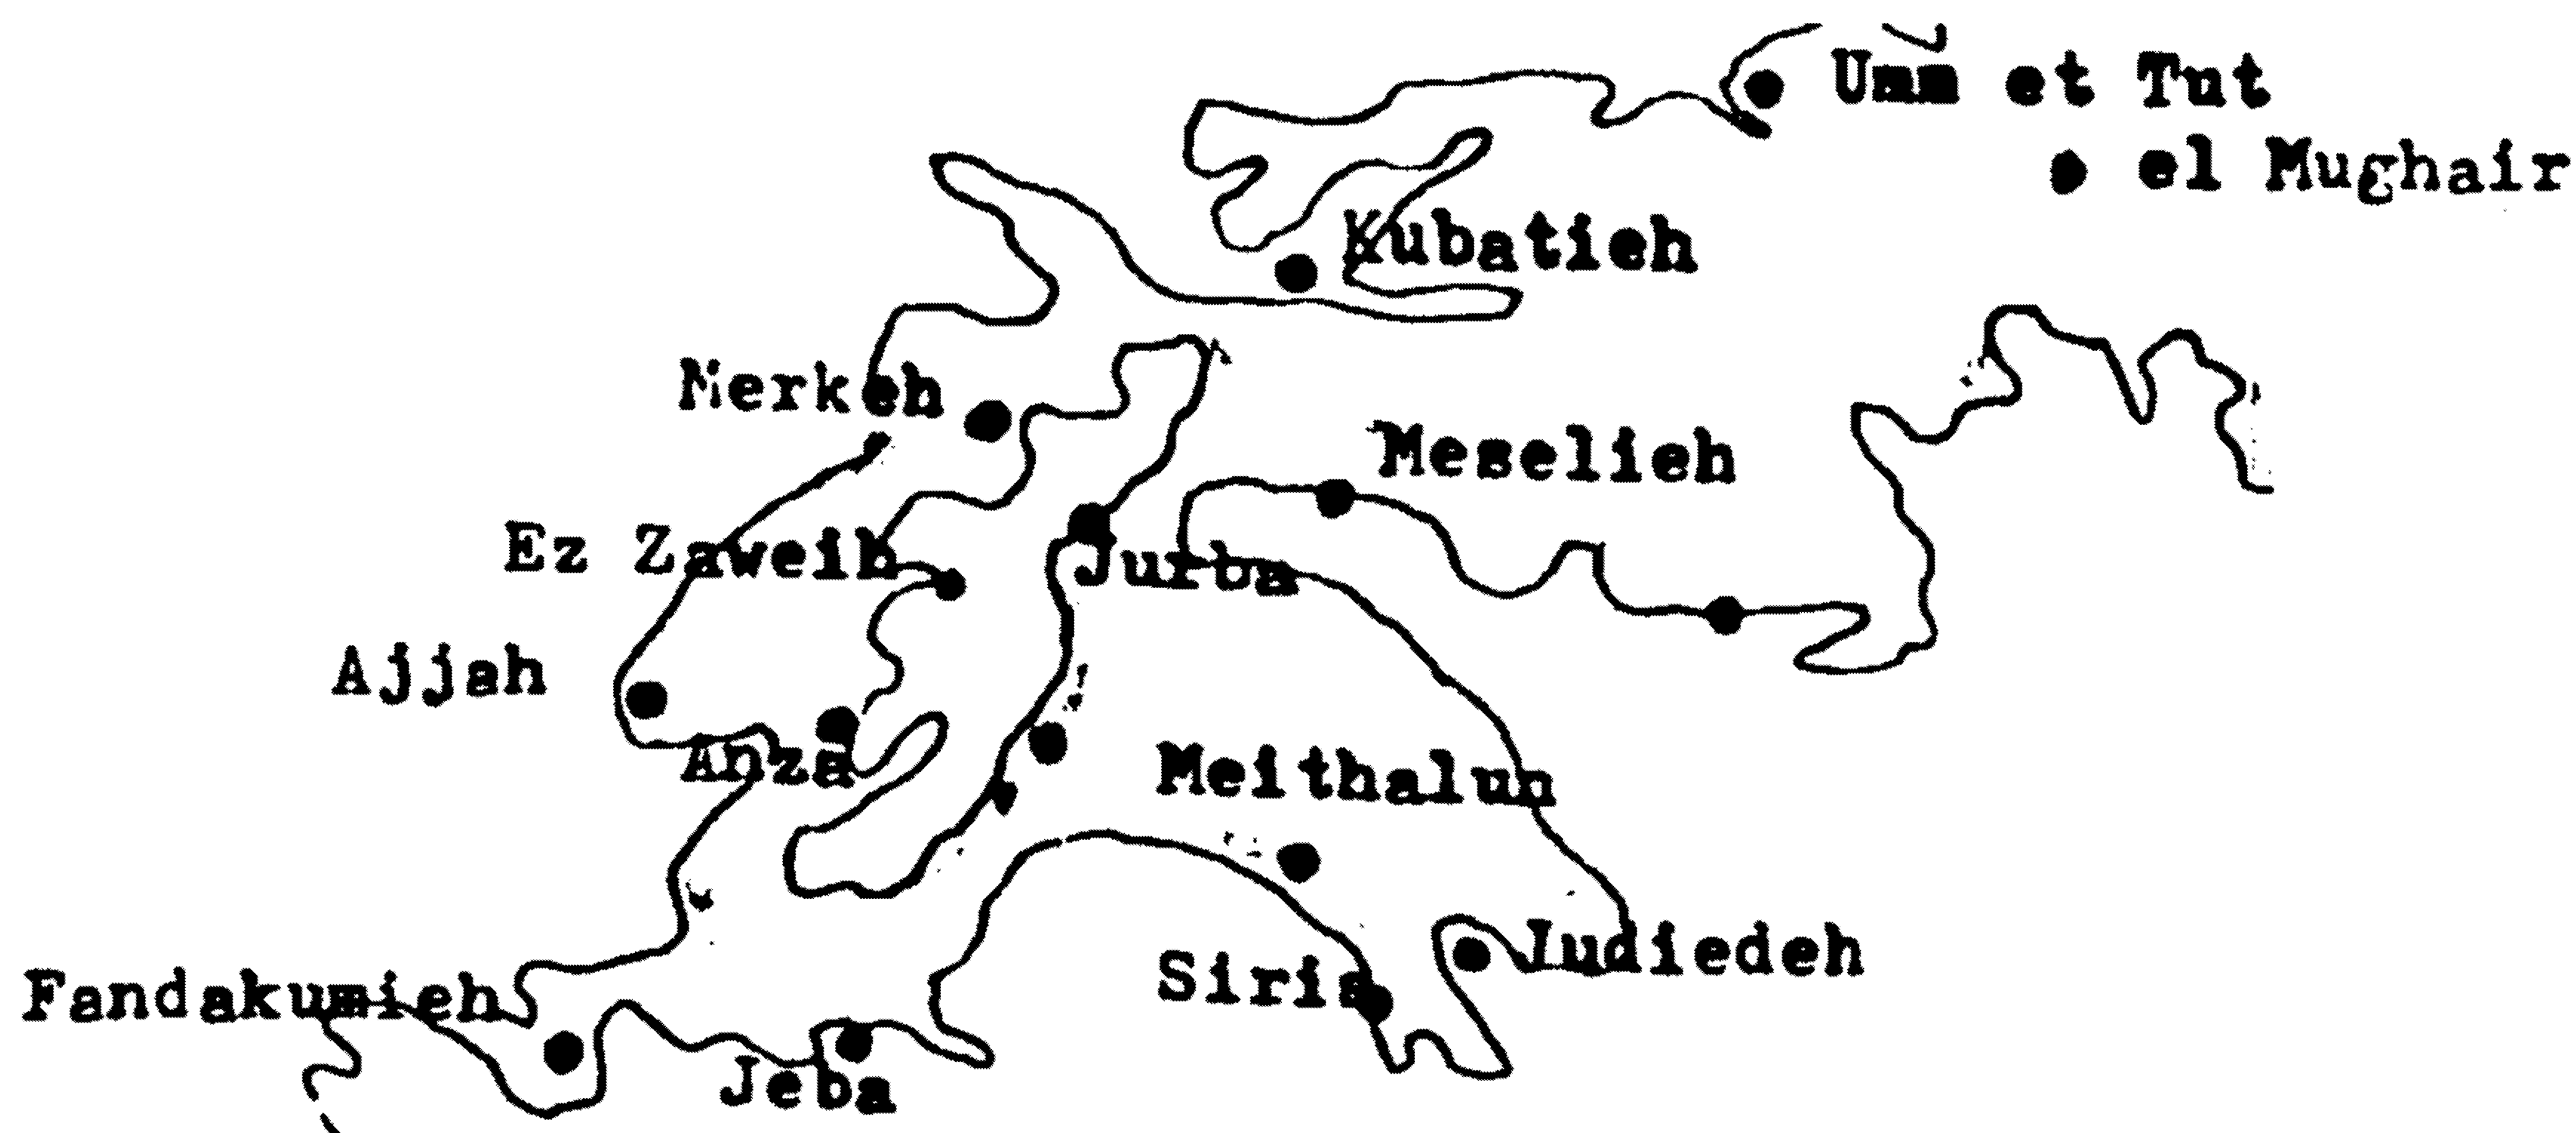 Umm et Tut
el Mughair
Kubatieh
Merkeh
Meselieh
Ez Zaweih
Jurba
Ajjah
Anza
Meithalun
Judiedeh
Siris
Fandakumieh
Jeba